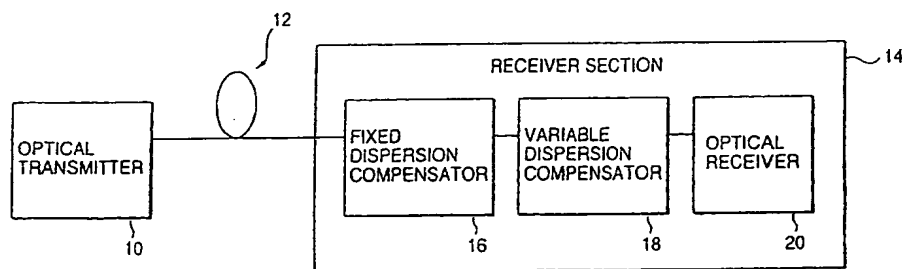 12
RECEIVER SECTION
14
OPTICAL
TRANSMITTER
FIXED
DISPERSION
COMPENSATOR
VARIABLE
DISPERSION
COMPENSATOR
OPTICAL
RECEIVER
10
16
18
20